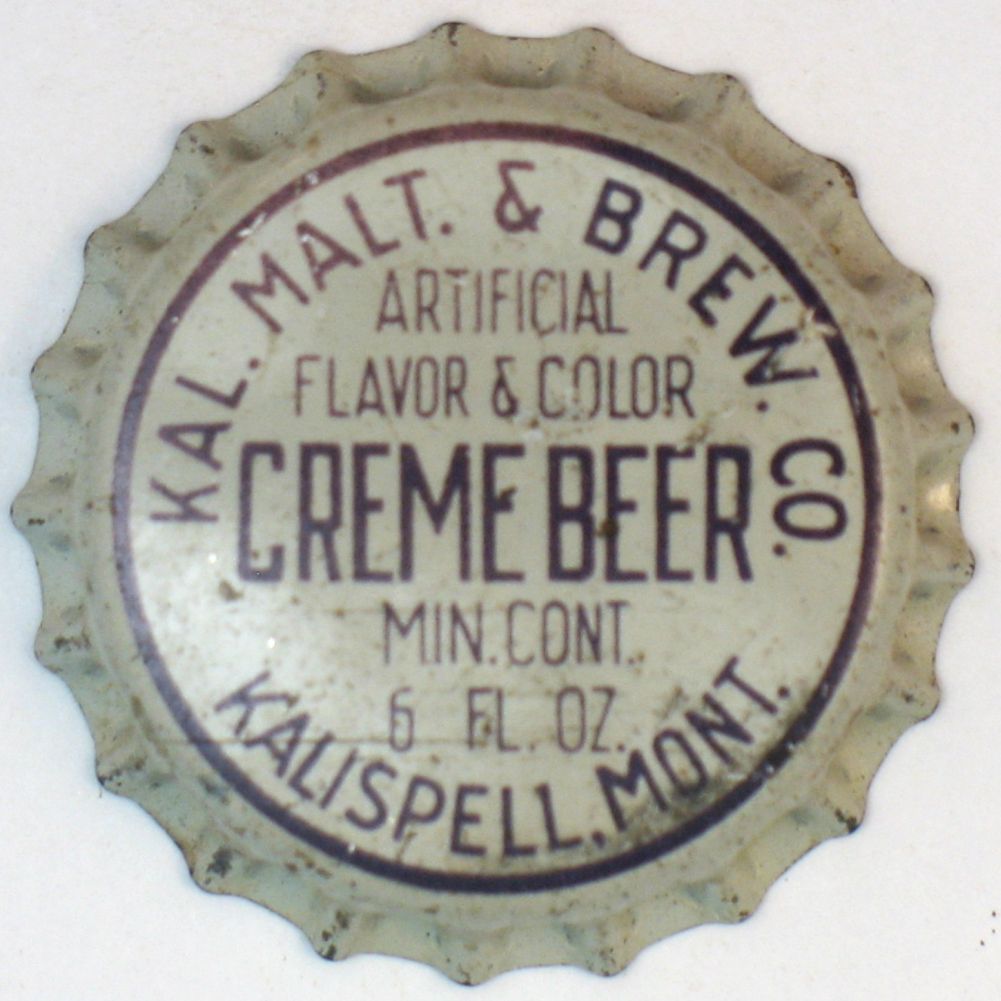 KAL. MALT. & BREW. CO.
ARTIFICIAL
FLAVOR & COLOR
CREME BEER
MIN. CONT.
6 FL. OZ.
KALISPELL, MONT.